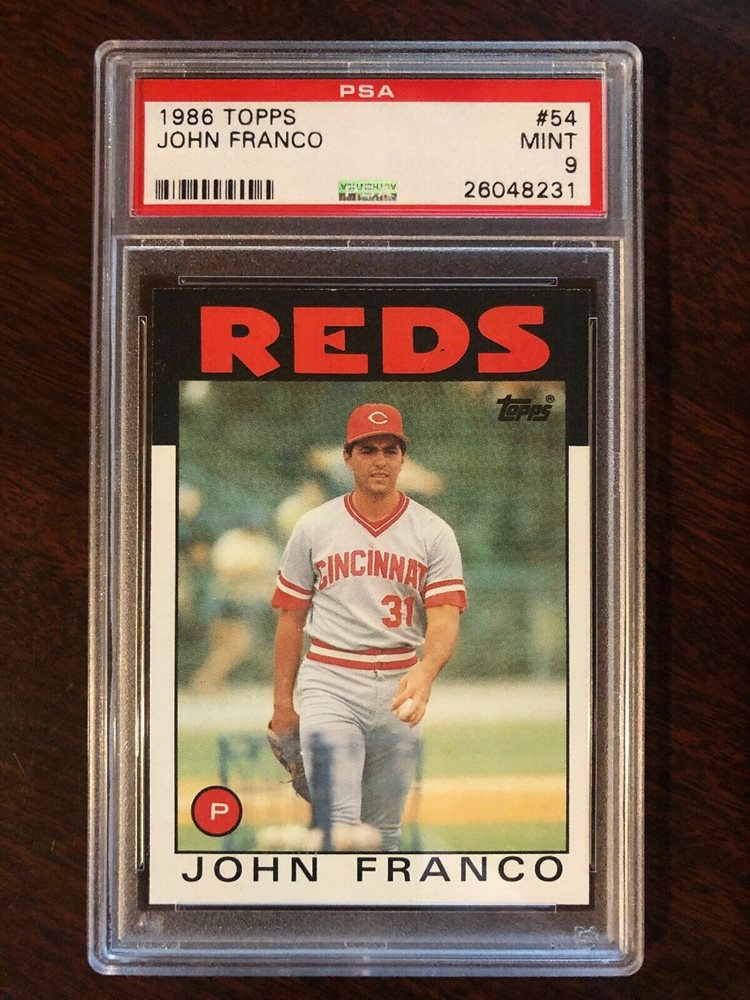 PSA
1986 TOPPS #54
JOHN FRANCO MINT
9
26048231
REDS
Topps®
C
CINCINNATI
31
P
JOHN FRANCO